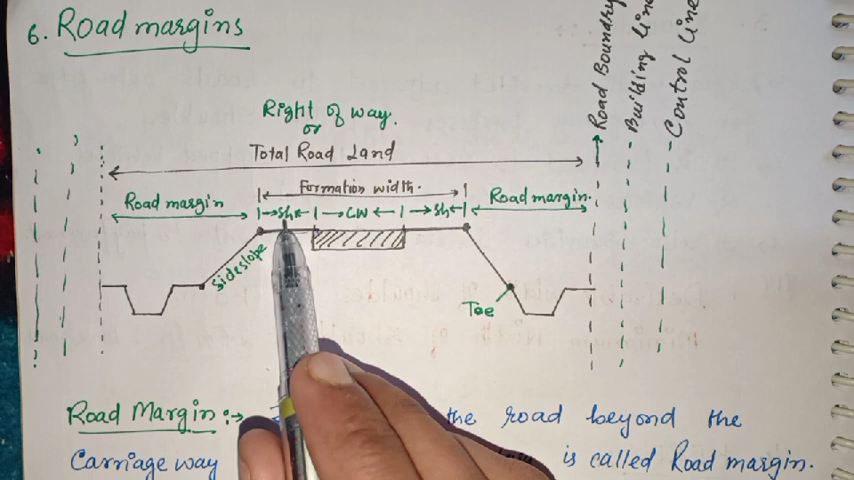 6. Road margins
Right of way.
or
Total Road Land
Formation width.
Road margin
Sh
CW
Sh
Road margin.
Sideslope
Toe
Road Boundry
Building line
Control line
Road Margin :→
the road beyond the
Carriage way
is called Road margin.